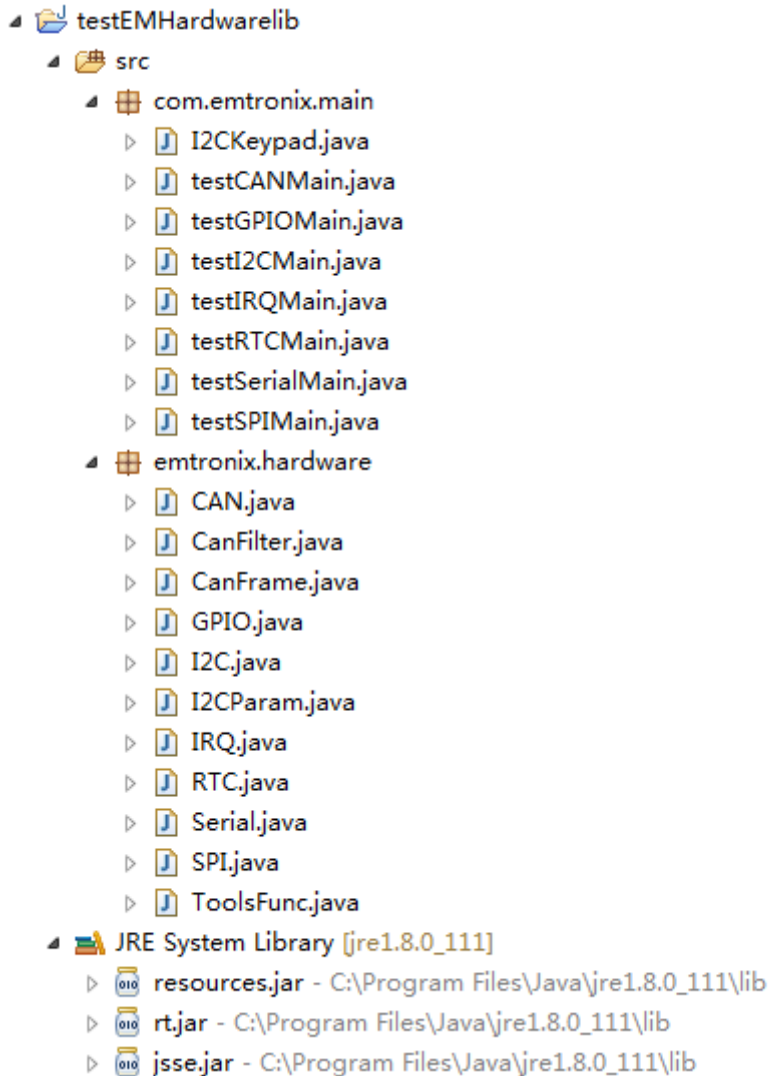 testEMHardwarelib
src
com.emtronix.main
I2CKeypad.java
testCANMain.java
testGPIOMain.java
testI2CMain.java
testIRQMain.java
testRTCMain.java
testSerialMain.java
testSPIMain.java
emtronix.hardware
CAN.java
CanFilter.java
CanFrame.java
GPIO.java
I2C.java
I2CParam.java
IRQ.java
RTC.java
Serial.java
SPI.java
ToolsFunc.java
JRE System Library [jre1.8.0_111]
resources.jar - C:\Program Files\Java\jre1.8.0_111\lib
rt.jar - C:\Program Files\Java\jre1.8.0_111\lib
jsse.jar - C:\Program Files\Java\jre1.8.0_111\lib